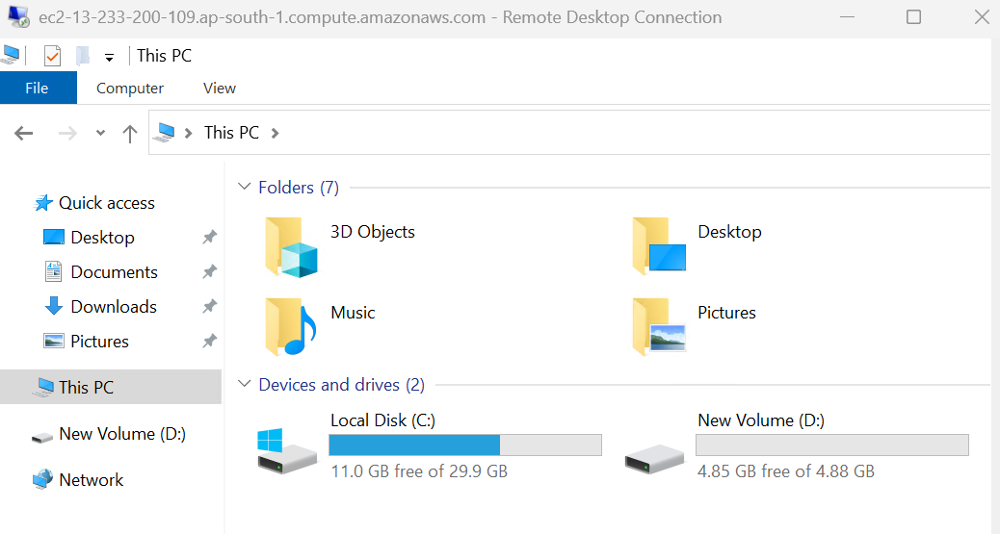 ec2-13-233-200-109.ap-south-1.compute.amazonaws.com - Remote Desktop Connection
This PC
File Computer View
This PC
Quick access
Desktop
Documents
Downloads
Pictures
This PC
New Volume (D:)
Network
Folders (7)
3D Objects
Desktop
Music
Pictures
Devices and drives (2)
Local Disk (C:)
11.0 GB free of 29.9 GB
New Volume (D:)
4.85 GB free of 4.88 GB